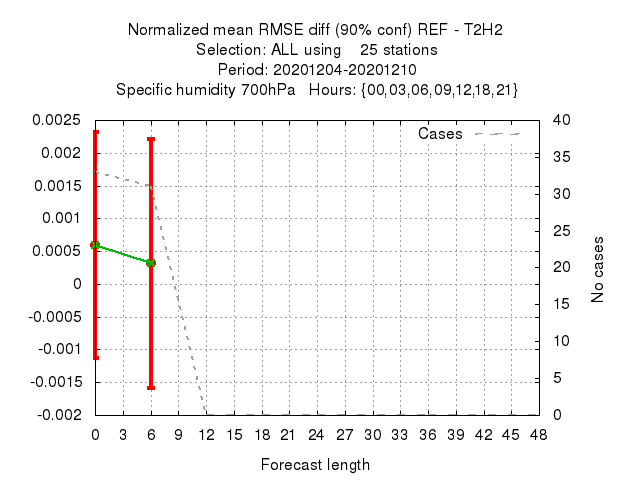 Normalized mean RMSE diff (90% conf) REF - T2H2
Selection: ALL using    25 stations
Period: 20201204-20201210
Specific humidity 700hPa   Hours: {00,03,06,09,12,18,21}
Cases
0.0025
0.002
0.0015
0.001
0.0005
0
-0.0005
-0.001
-0.0015
-0.002
40
35
30
25
20
15
10
5
0
No cases
0 3 6 9 12 15 18 21 24 27 30 33 36 39 42 45 48
Forecast length